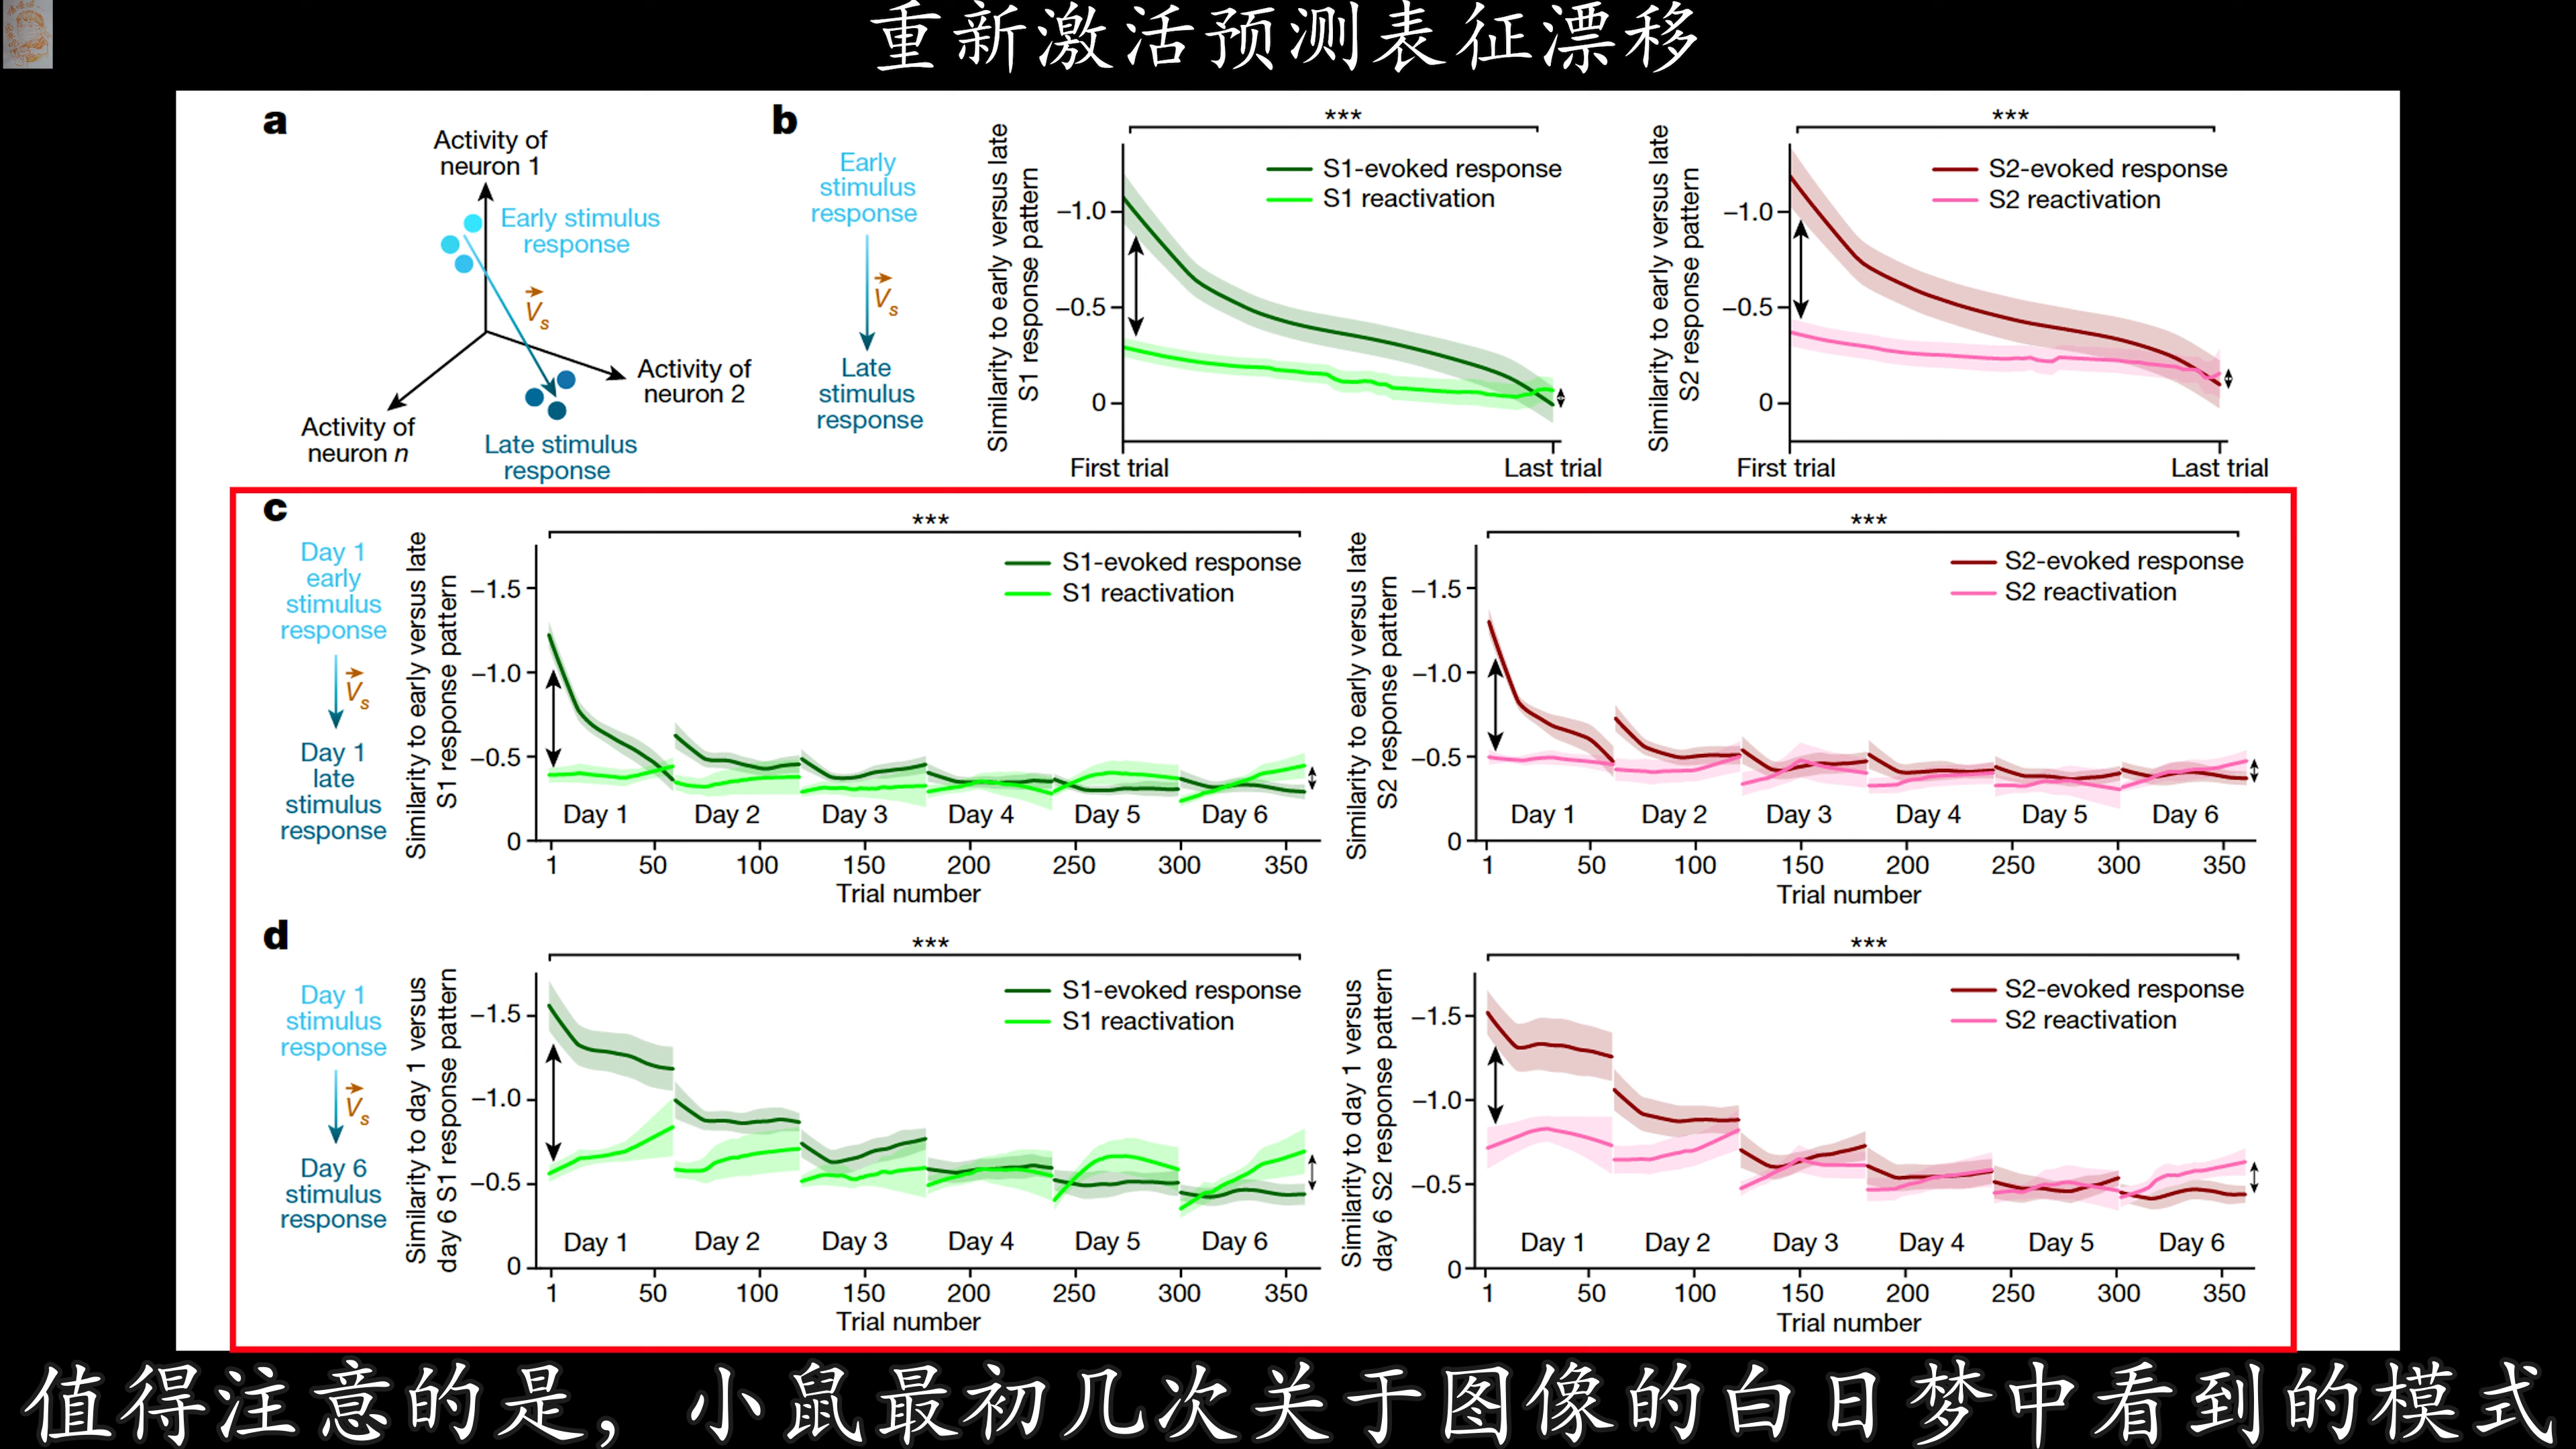 重新激活预测表征漂移
a
Activity of
neuron 1
Early stimulus
response
Vs
Activity of
neuron 2
Activity of
neuron n
Late stimulus
response
b
Early
stimulus
response
Vs
Late
stimulus
response
Similarity to early versus late
S1 response pattern
***
S1-evoked response
S1 reactivation
−1.0
−0.5
0
First trial
Last trial
Similarity to early versus late
S2 response pattern
***
S2-evoked response
S2 reactivation
−1.0
−0.5
0
First trial
Last trial
c
Day 1
early
stimulus
response
Vs
Day 1
late
stimulus
response
Similarity to early versus late
S1 response pattern
***
S1-evoked response
S1 reactivation
−1.5
−1.0
−0.5
0
Day 1 Day 2 Day 3 Day 4 Day 5 Day 6
1 50 100 150 200 250 300 350
Trial number
Similarity to early versus late
S2 response pattern
***
S2-evoked response
S2 reactivation
−1.5
−1.0
−0.5
0
Day 1 Day 2 Day 3 Day 4 Day 5 Day 6
1 50 100 150 200 250 300 350
Trial number
d
Day 1
stimulus
response
Vs
Day 6
stimulus
response
Similarity to day 1 versus
day 6 S1 response pattern
***
S1-evoked response
S1 reactivation
−1.5
−1.0
−0.5
0
Day 1 Day 2 Day 3 Day 4 Day 5 Day 6
1 50 100 150 200 250 300 350
Trial number
Similarity to day 1 versus
day 6 S2 response pattern
***
S2-evoked response
S2 reactivation
−1.5
−1.0
−0.5
0
Day 1 Day 2 Day 3 Day 4 Day 5 Day 6
1 50 100 150 200 250 300 350
Trial number
值得注意的是，小鼠最初几次关于图像的白日梦中看到的模式